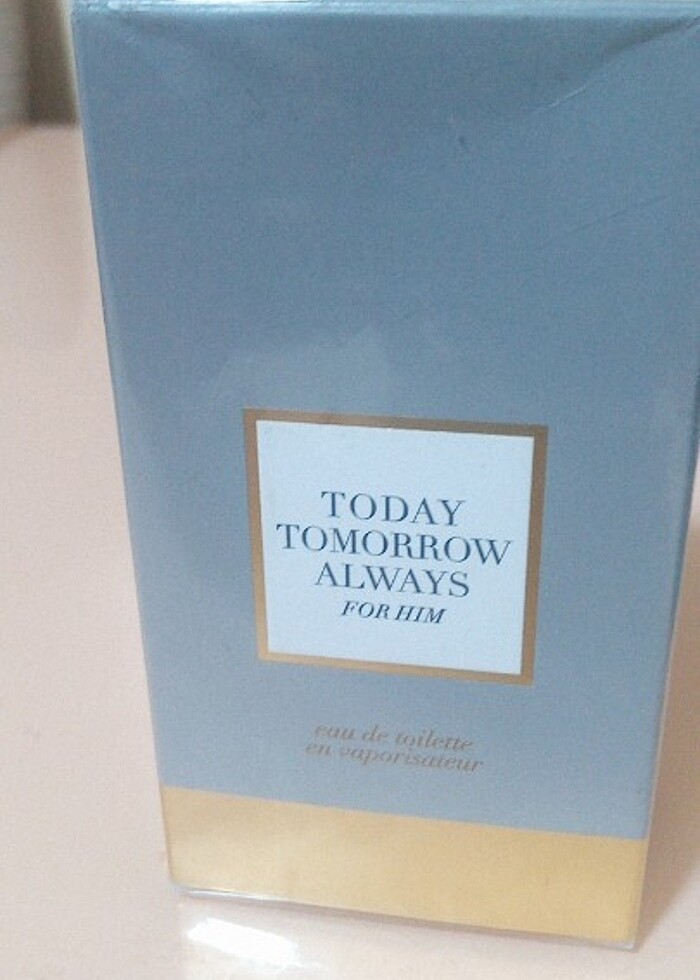 TODAY
TOMORROW
ALWAYS
FOR HIM
eau de toilette
en vaporisateur